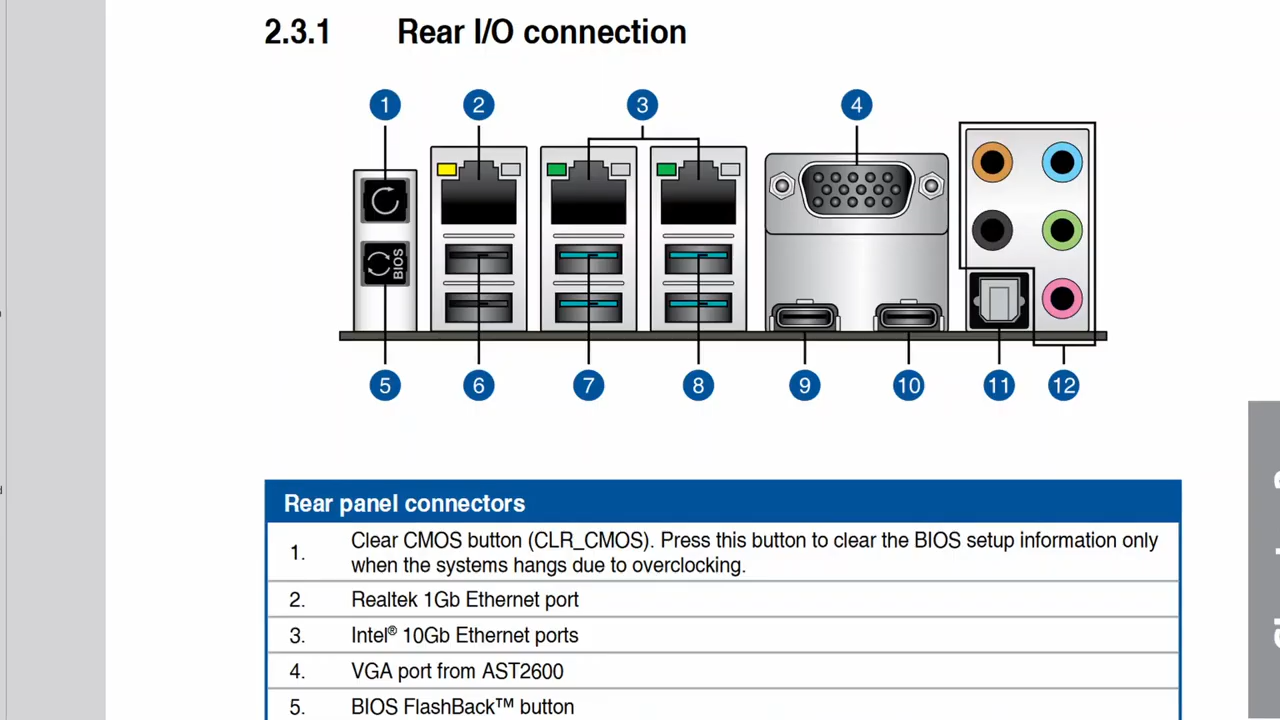 2.3.1 Rear I/O connection
1 2 3 4
BIOS
5 6 7 8 9 10 11 12
Rear panel connectors
1. Clear CMOS button (CLR_CMOS). Press this button to clear the BIOS setup information only
when the systems hangs due to overclocking.
2. Realtek 1Gb Ethernet port
3. Intel® 10Gb Ethernet ports
4. VGA port from AST2600
5. BIOS FlashBack™ button